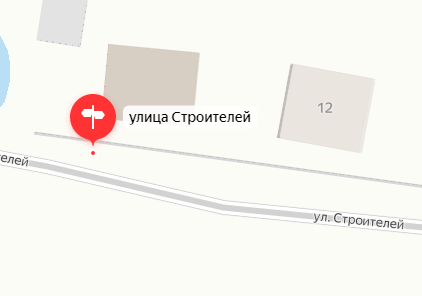 улица Строителей
12
телей
ул. Строителей